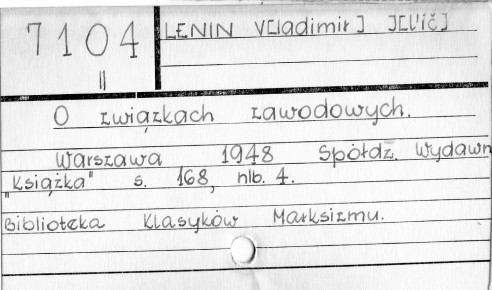 7104
II
LENIN V[ladimir] J[l'ič]
O związkach zawodowych.
Warszawa 1948 Spółdz. Wydawn
"Książka" s. 168, nlb. 4.
Biblioteka Klasyków Marksizmu.